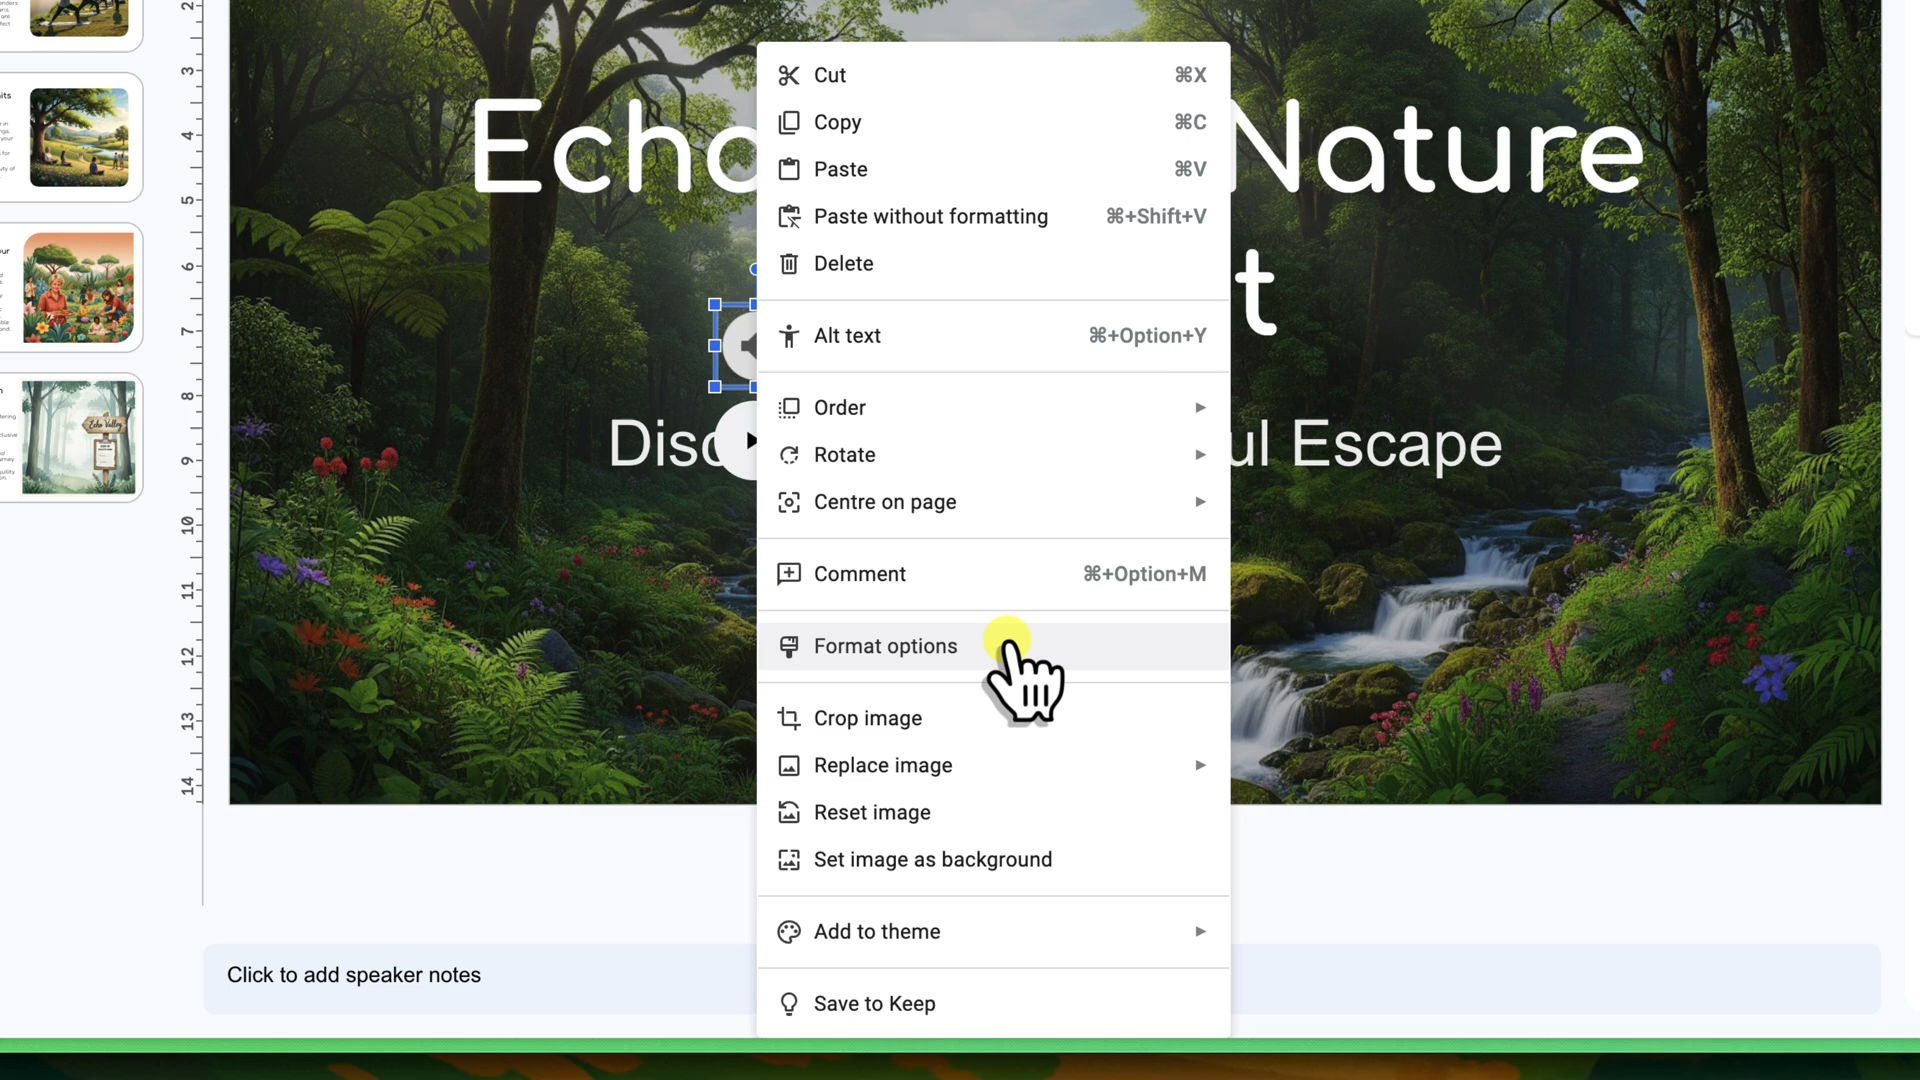 Echo
Nature
t
Disc
ul Escape
Cut ⌘X
Copy ⌘C
Paste ⌘V
Paste without formatting ⌘+Shift+V
Delete
Alt text ⌘+Option+Y
Order
Rotate
Centre on page
Comment ⌘+Option+M
Format options
Crop image
Replace image
Reset image
Set image as background
Add to theme
Save to Keep
Click to add speaker notes
2
3
4
5
6
7
8
9
10
11
12
13
14
Echo Valley